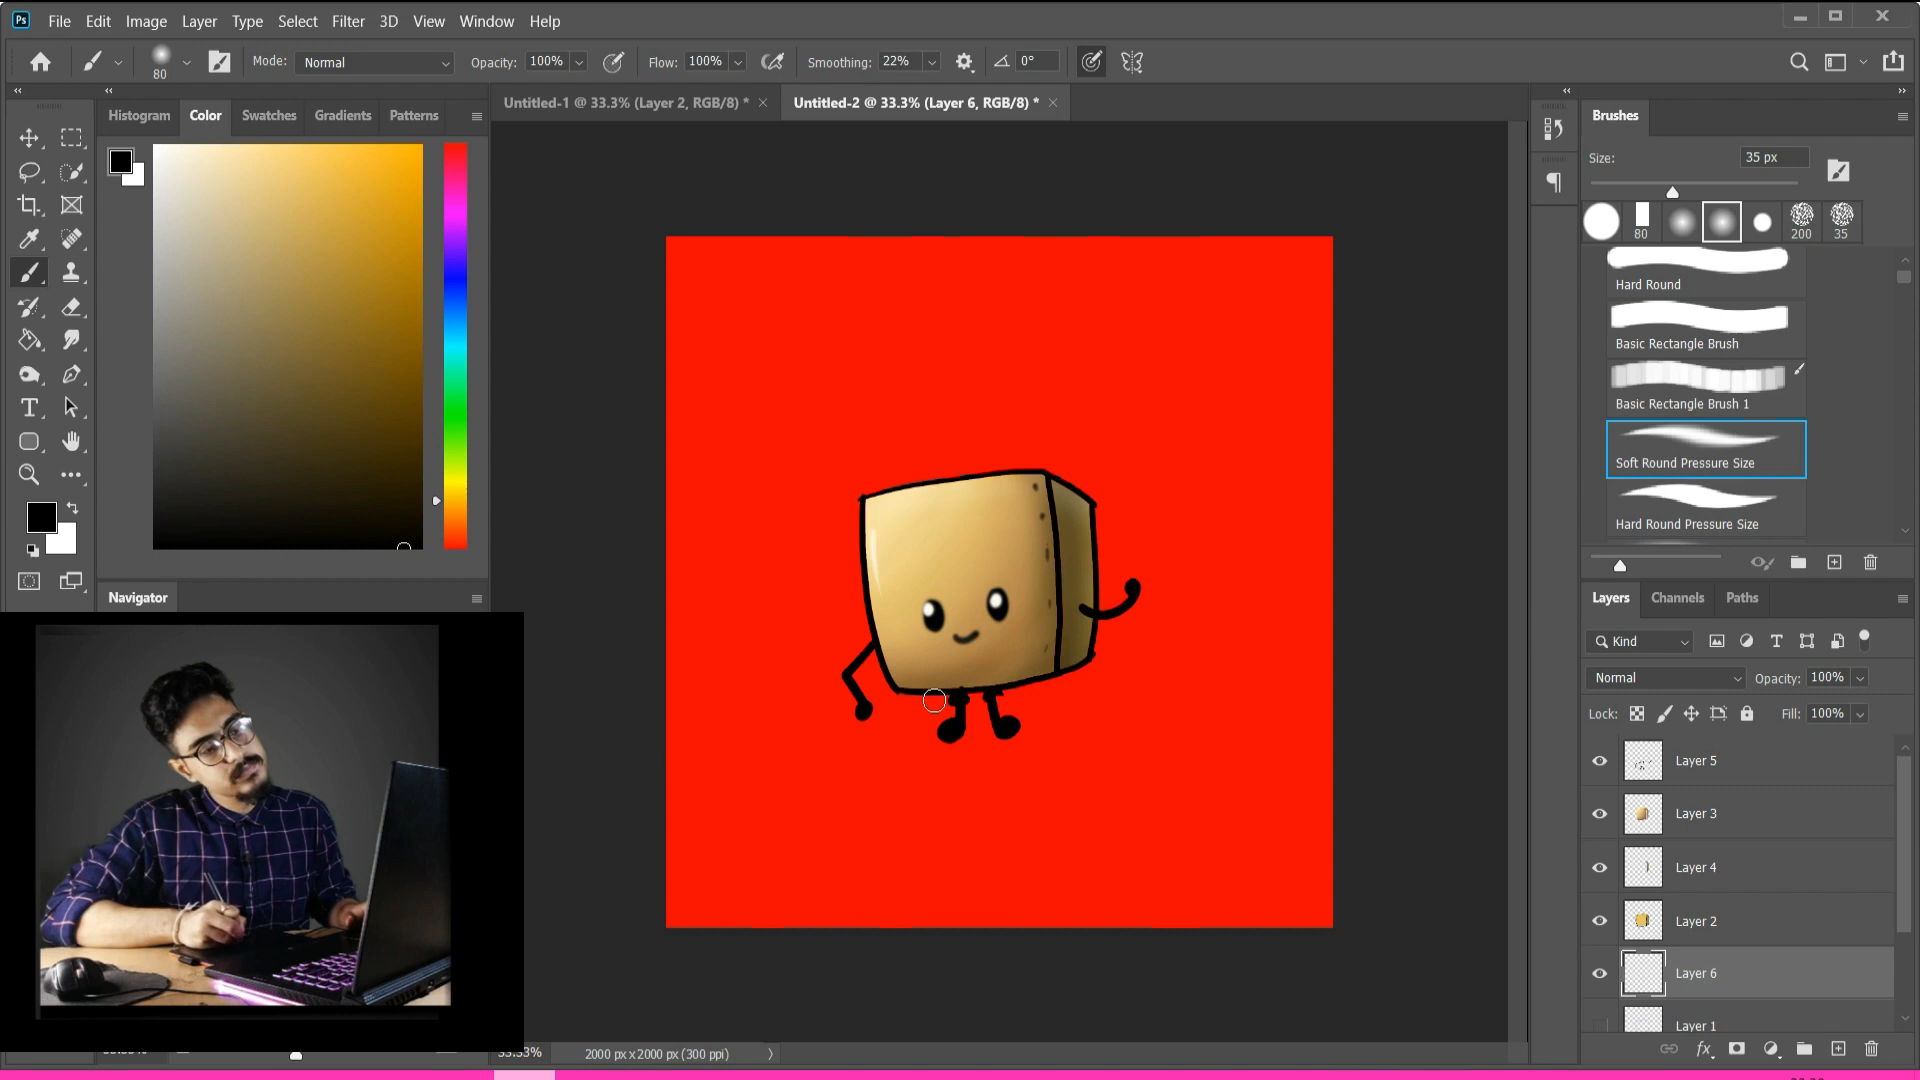 Ps File Edit Image Layer Type Select Filter 3D View Window Help
80 Mode: Normal Opacity: 100% Flow: 100% Smoothing: 22% 0°
Untitled-1 @ 33.3% (Layer 2, RGB/8) * Untitled-2 @ 33.3% (Layer 6, RGB/8) *
Histogram Color Swatches Gradients Patterns
Brushes
Size: 35 px
80 200 35
Hard Round
Basic Rectangle Brush
Basic Rectangle Brush 1
Soft Round Pressure Size
Hard Round Pressure Size
Navigator
Layers Channels Paths
Kind
Normal Opacity: 100%
Lock: Fill: 100%
Layer 5
Layer 3
Layer 4
Layer 2
Layer 6
Layer 1
33.33% 2000 px x 2000 px (300 ppi)